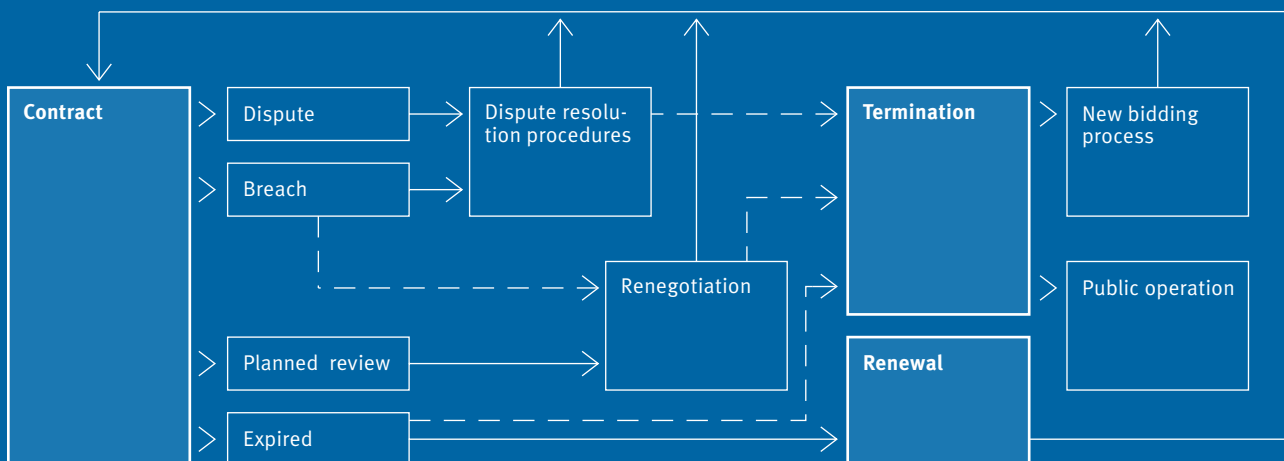 Contract
Dispute
Dispute resolu-
tion procedures
Termination
New bidding
process
Breach
Renegotiation
Public operation
Planned review
Renewal
Expired